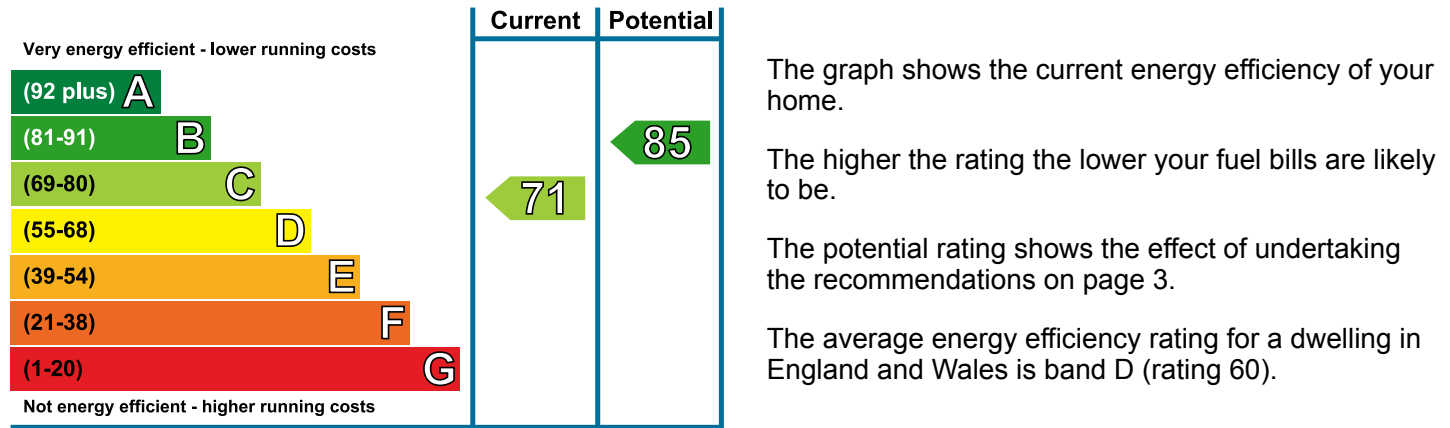 Current Potential
Very energy efficient - lower running costs
(92 plus) A
(81-91) B
85
(69-80) C
71
(55-68) D
(39-54) E
(21-38) F
(1-20) G
Not energy efficient - higher running costs
The graph shows the current energy efficiency of your
home.
The higher the rating the lower your fuel bills are likely
to be.
The potential rating shows the effect of undertaking
the recommendations on page 3.
The average energy efficiency rating for a dwelling in
England and Wales is band D (rating 60).